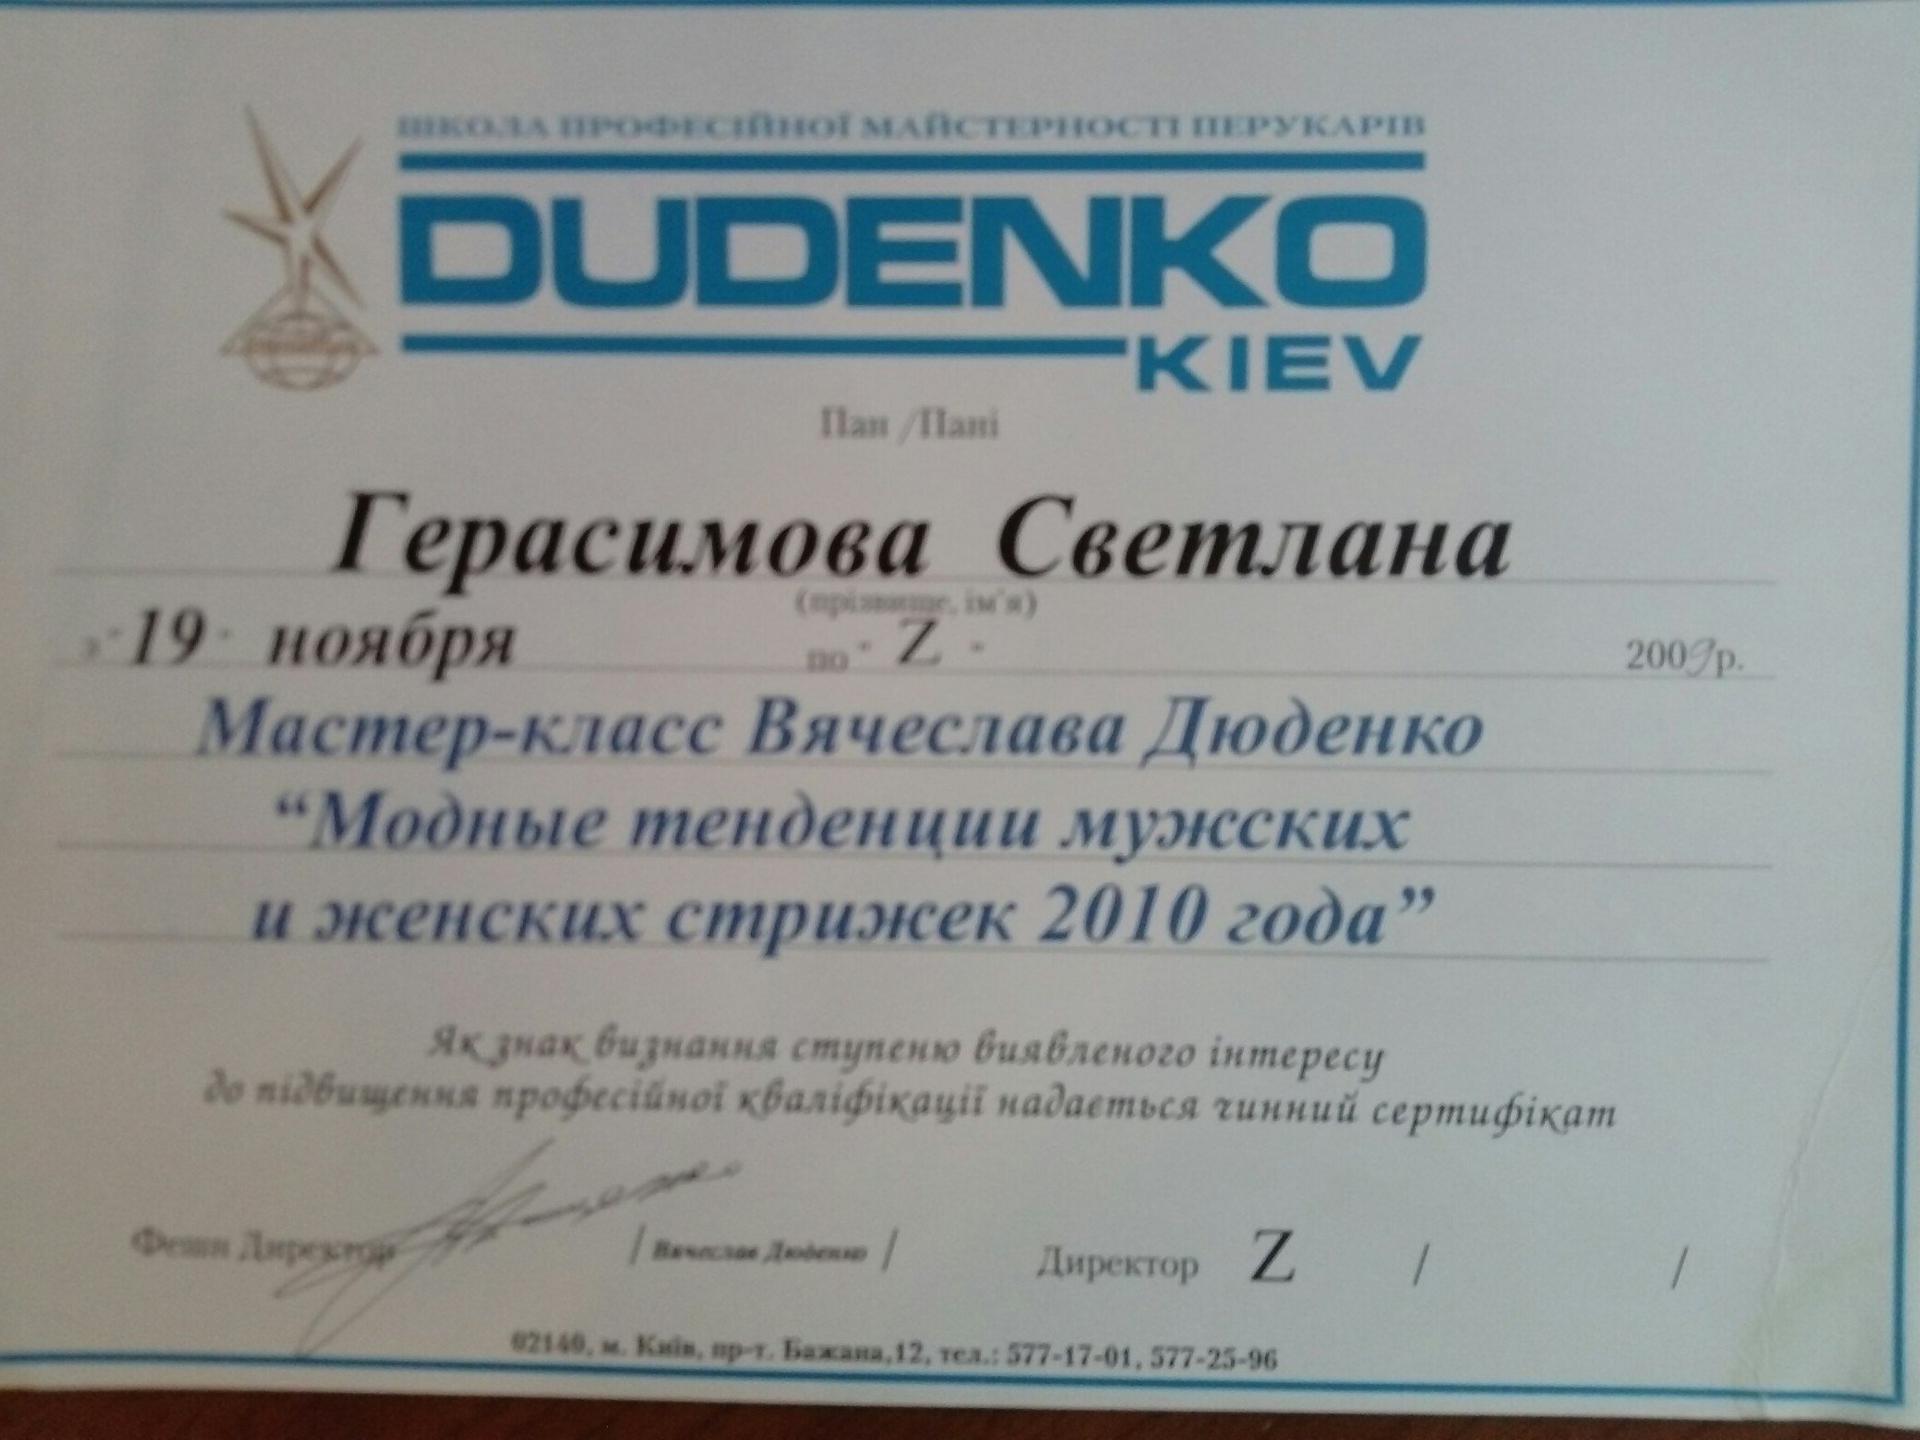 ШКОЛА ПРОФЕСІЙНОЇ МАЙСТЕРНОСТІ ПЕРУКАРІВ
DUDENKO
KIEV
Пан /Пані
Герасимова Светлана
(прізвище, ім'я)
з "19" ноября по "Z" 2009р.
Мастер-класс Вячеслава Дюденко
“Модные тенденции мужских
и женских стрижек 2010 года”
Як знак визнання ступеню виявленого інтересу
до підвищення професійної кваліфікації надається чинний сертифікат
Фешн Директор / Вячеслав Дюденко / Директор Z / /
02140, м. Київ, пр-т. Бажана,12, тел.: 577-17-01, 577-25-96